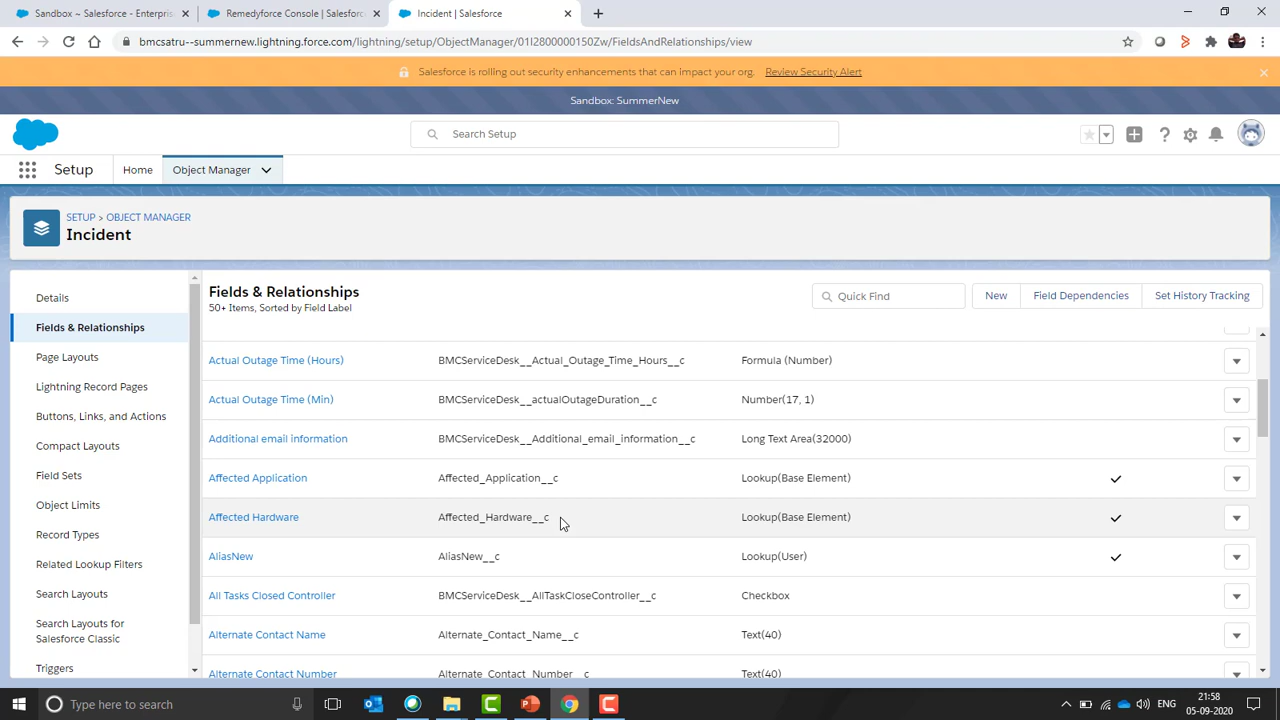 Sandbox ~ Salesforce - Enterpris
Remedyforce Console | Salesforc
Incident | Salesforce
bmcsatru--summernew.lightning.force.com/lightning/setup/ObjectManager/01I2800000150Zw/FieldsAndRelationships/view
Salesforce is rolling out security enhancements that can impact your org. Review Security Alert
Sandbox: SummerNew
Search Setup
Setup
Home
Object Manager
SETUP > OBJECT MANAGER
Incident
Details
Fields & Relationships
Page Layouts
Lightning Record Pages
Buttons, Links, and Actions
Compact Layouts
Field Sets
Object Limits
Record Types
Related Lookup Filters
Search Layouts
Search Layouts for
Salesforce Classic
Triggers
Fields & Relationships
50+ Items, Sorted by Field Label
Quick Find
New
Field Dependencies
Set History Tracking
Actual Outage Time (Hours) BMCServiceDesk__Actual_Outage_Time_Hours__c Formula (Number)
Actual Outage Time (Min) BMCServiceDesk__actualOutageDuration__c Number(17, 1)
Additional email information BMCServiceDesk__Additional_email_information__c Long Text Area(32000)
Affected Application Affected_Application__c Lookup(Base Element)
Affected Hardware Affected_Hardware__c Lookup(Base Element)
AliasNew AliasNew__c Lookup(User)
All Tasks Closed Controller BMCServiceDesk__AllTaskCloseController__c Checkbox
Alternate Contact Name Alternate_Contact_Name__c Text(40)
Alternate Contact Number Alternate_Contact_Number__c Text(40)
Type here to search
ENG
21:58
05-09-2020